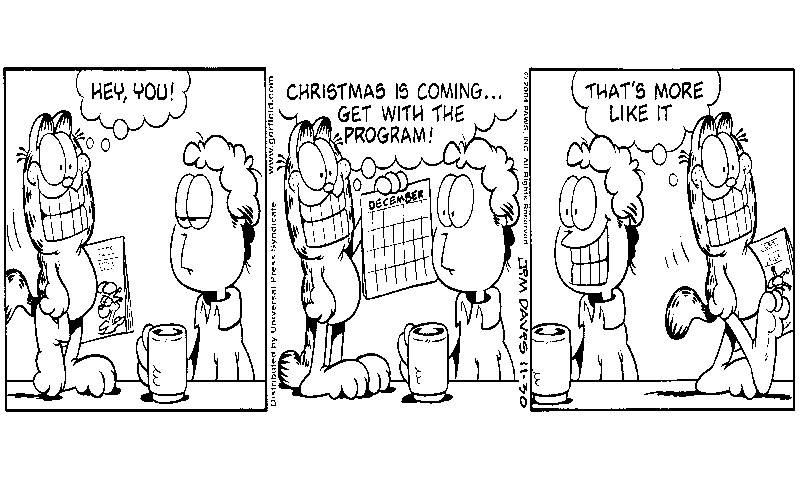 HEY, YOU!
www.garfield.com
Distributed by Universal Press Syndicate
CHRISTMAS IS COMING...
GET WITH THE
PROGRAM!
DECEMBER
© 2004 PAWS, INC. All Rights Reserved.
JIM DAVIS 11-30
THAT'S MORE
LIKE IT